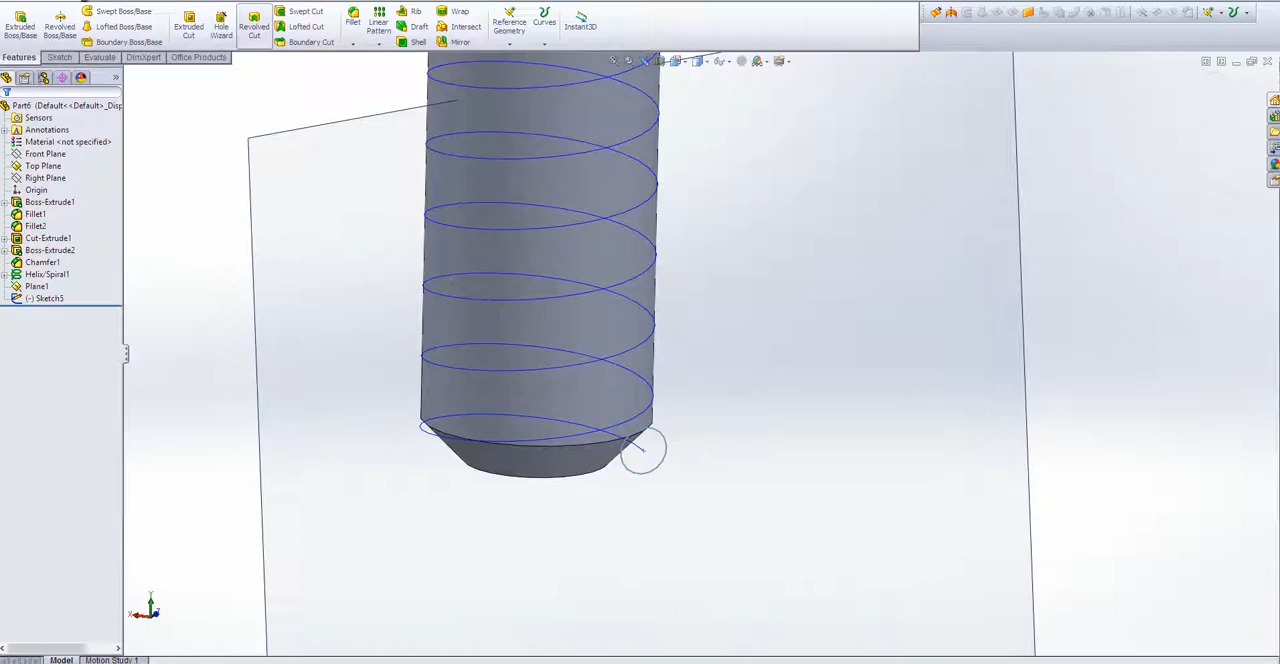 Extruded Boss/Base
Revolved Boss/Base
Swept Boss/Base
Lofted Boss/Base
Boundary Boss/Base
Extruded Cut
Hole Wizard
Revolved Cut
Swept Cut
Lofted Cut
Boundary Cut
Fillet
Linear Pattern
Rib
Draft
Shell
Wrap
Intersect
Mirror
Reference Geometry
Curves
Instant3D
Features Sketch Evaluate DimXpert Office Products
Part6 (Default<<Default>_Disp
Sensors
Annotations
Material <not specified>
Front Plane
Top Plane
Right Plane
Origin
Boss-Extrude1
Fillet1
Fillet2
Cut-Extrude1
Boss-Extrude2
Chamfer1
Helix/Spiral1
Plane1
(-) Sketch5
Y
X
Z
Model Motion Study 1